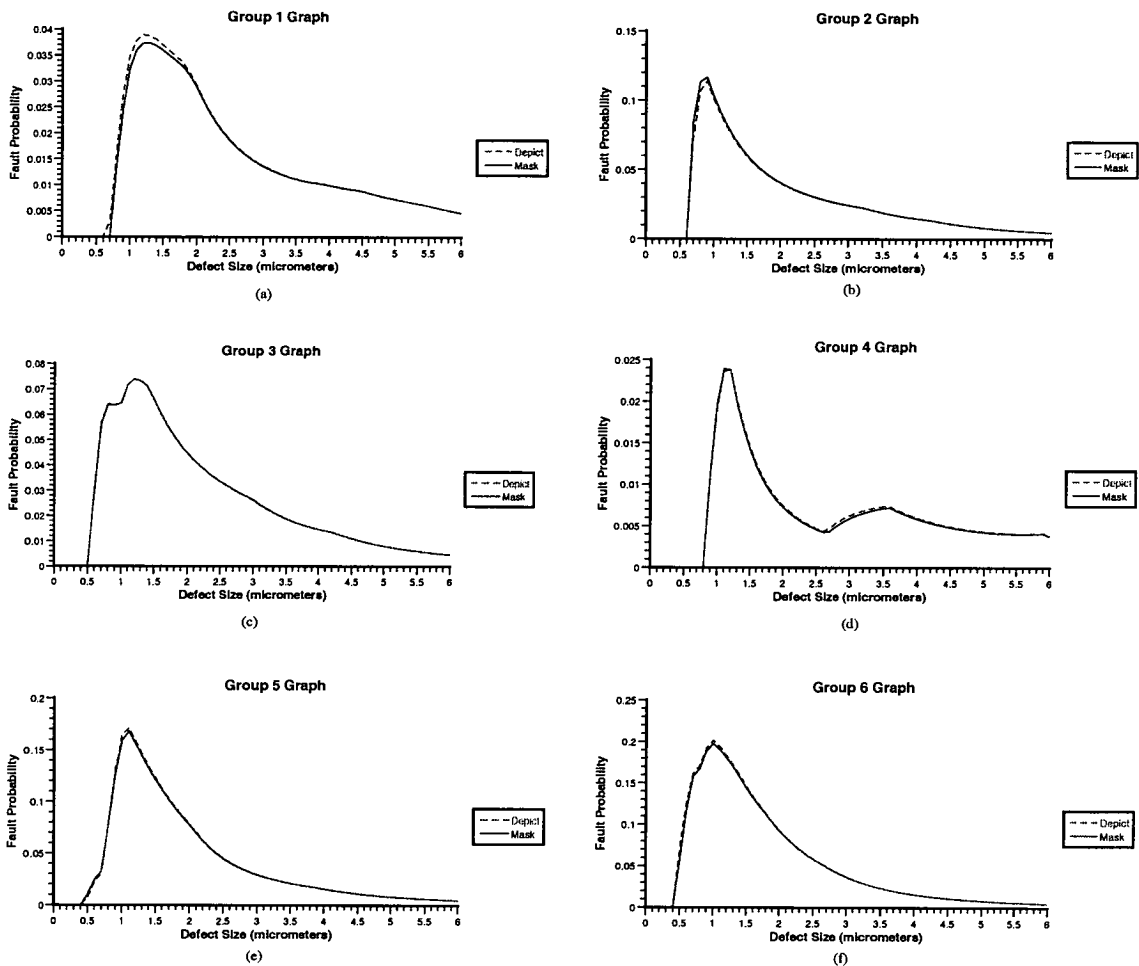 Group 1 Graph
0.04
0.035
0.03
0.025
0.02
0.015
0.01
0.005
0
Fault Probability
0 0.5 1 1.5 2 2.5 3 3.5 4 4.5 5 5.5 6
Defect Size (micrometers)
Depict
Mask
(a)
Group 2 Graph
0.15
0.1
0.05
0
Fault Probability
0 0.5 1 1.5 2 2.5 3 3.5 4 4.5 5 5.5 6
Defect Size (micrometers)
Depict
Mask
(b)
Group 3 Graph
0.08
0.07
0.06
0.05
0.04
0.03
0.02
0.01
0
Fault Probability
0 0.5 1 1.5 2 2.5 3 3.5 4 4.5 5 5.5 6
Defect Size (micrometers)
Depict
Mask
(c)
Group 4 Graph
0.025
0.02
0.015
0.01
0.005
0
Fault Probability
0 0.5 1 1.5 2 2.5 3 3.5 4 4.5 5 5.5 6
Defect Size (micrometers)
Depict
Mask
(d)
Group 5 Graph
0.2
0.15
0.1
0.05
0
Fault Probability
0 0.5 1 1.5 2 2.5 3 3.5 4 4.5 5 5.5 6
Defect Size (micrometers)
Depict
Mask
(e)
Group 6 Graph
0.25
0.2
0.15
0.1
0.05
0
Fault Probability
0 0.5 1 1.5 2 2.5 3 3.5 4 4.5 5 5.5 6
Defect Size (micrometers)
Depict
Mask
(f)